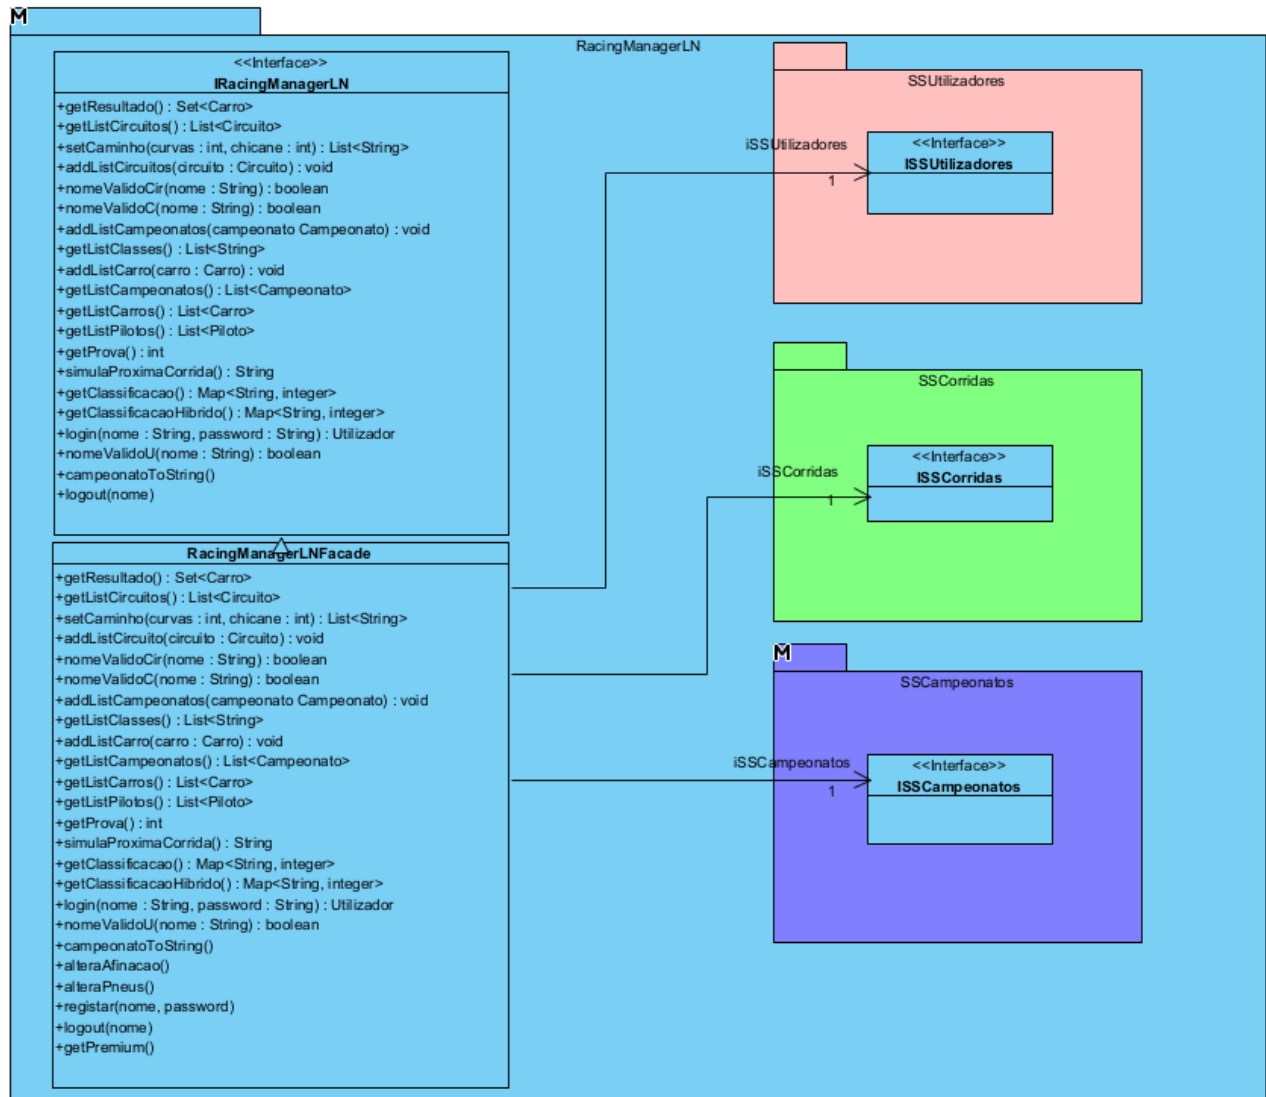 M
RacingManagerLN
<<Interface>>
IRacingManagerLN
+getResultado() : Set<Carro>
+getListCircuitos() : List<Circuito>
+setCaminho(curvas : int, chicane : int) : List<String>
+addListCircuitos(circuito : Circuito) : void
+nomeValidoCir(nome : String) : boolean
+nomeValidoC(nome : String) : boolean
+addListCampeonatos(campeonato Campeonato) : void
+getListClasses() : List<String>
+addListCarro(carro : Carro) : void
+getListCampeonatos() : List<Campeonato>
+getListCarros() : List<Carro>
+getListPilotos() : List<Piloto>
+getProva() : int
+simulaProximaCorrida() : String
+getClassificacao() : Map<String, integer>
+getClassificacaoHibrido() : Map<String, integer>
+login(nome : String, password : String) : Utilizador
+nomeValidoU(nome : String) : boolean
+campeonatoToString()
+logout(nome)
RacingManagerLNFacade
+getResultado() : Set<Carro>
+getListCircuitos() : List<Circuito>
+setCaminho(curvas : int, chicane : int) : List<String>
+addListCircuito(circuito : Circuito) : void
+nomeValidoCir(nome : String) : boolean
+nomeValidoC(nome : String) : boolean
+addListCampeonatos(campeonato Campeonato) : void
+getListClasses() : List<String>
+addListCarro(carro : Carro) : void
+getListCampeonatos() : List<Campeonato>
+getListCarros() : List<Carro>
+getListPilotos() : List<Piloto>
+getProva() : int
+simulaProximaCorrida() : String
+getClassificacao() : Map<String, integer>
+getClassificacaoHibrido() : Map<String, integer>
+login(nome : String, password : String) : Utilizador
+nomeValidoU(nome : String) : boolean
+campeonatoToString()
+alteraAfinacao()
+alteraPneus()
+registar(nome, password)
+logout(nome)
+getPremium()
SSUtilizadores
iSSUtilizadores
1
<<Interface>>
ISSUtilizadores
SSCorridas
iSSCorridas
1
<<Interface>>
ISSCorridas
M
SSCampeonatos
iSSCampeonatos
1
<<Interface>>
ISSCampeonatos